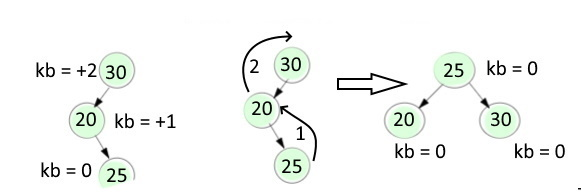 kb = +2 30
20 kb = +1
kb = 0 25
30
2
20
1
25
25 kb = 0
20 30
kb = 0 kb = 0